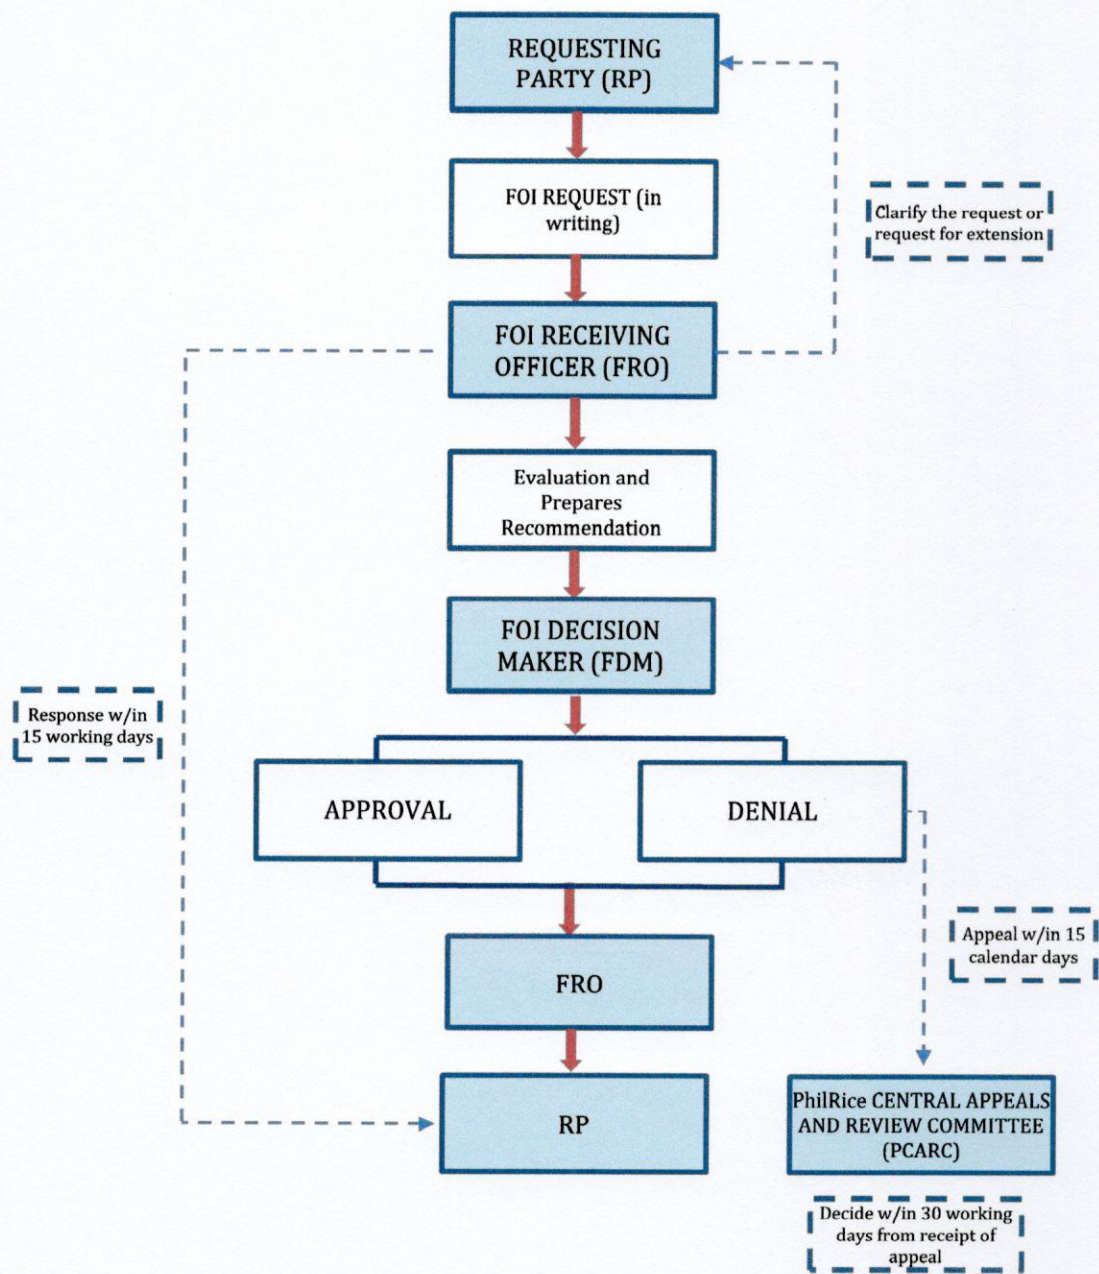 REQUESTING
PARTY (RP)
FOI REQUEST (in
writing)
Clarify the request or
request for extension
FOI RECEIVING
OFFICER (FRO)
Evaluation and
Prepares
Recommendation
FOI DECISION
MAKER (FDM)
Response w/in
15 working days
APPROVAL
DENIAL
Appeal w/in 15
calendar days
FRO
RP
PhilRice CENTRAL APPEALS
AND REVIEW COMMITTEE
(PCARC)
Decide w/in 30 working
days from receipt of
appeal